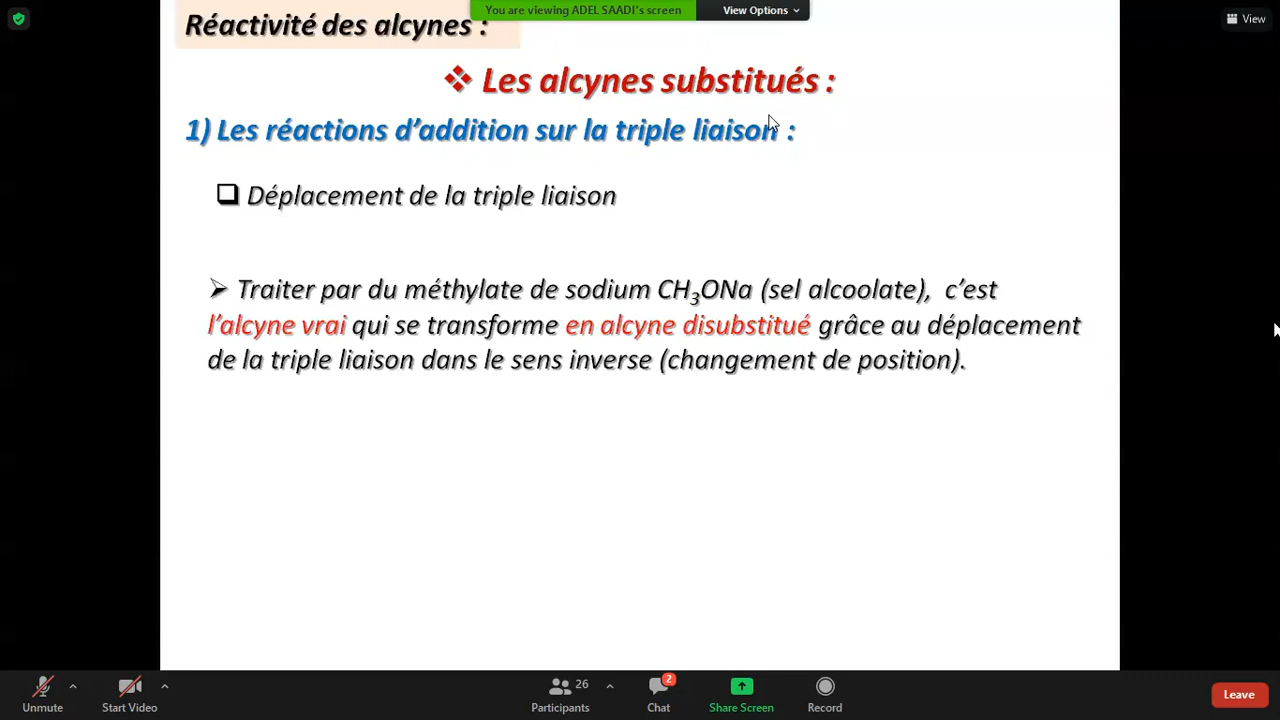 You are viewing ADEL SAADI's screen
View Options
View
Réactivité des alcynes :
❖ Les alcynes substitués :
1) Les réactions d’addition sur la triple liaison :
❑ Déplacement de la triple liaison
➢ Traiter par du méthylate de sodium CH₃ONa (sel alcoolate), c’est
l’alcyne vrai qui se transforme en alcyne disubstitué grâce au déplacement
de la triple liaison dans le sens inverse (changement de position).
Unmute
Start Video
26
Participants
2
Chat
Share Screen
Record
Leave